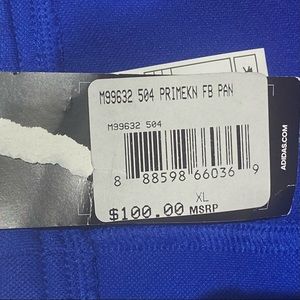 M99632 504 PRIMEKN FB PAN
M99632 504
8 88598 66036 9
XL
$100.00 MSRP
ADIDAS.COM